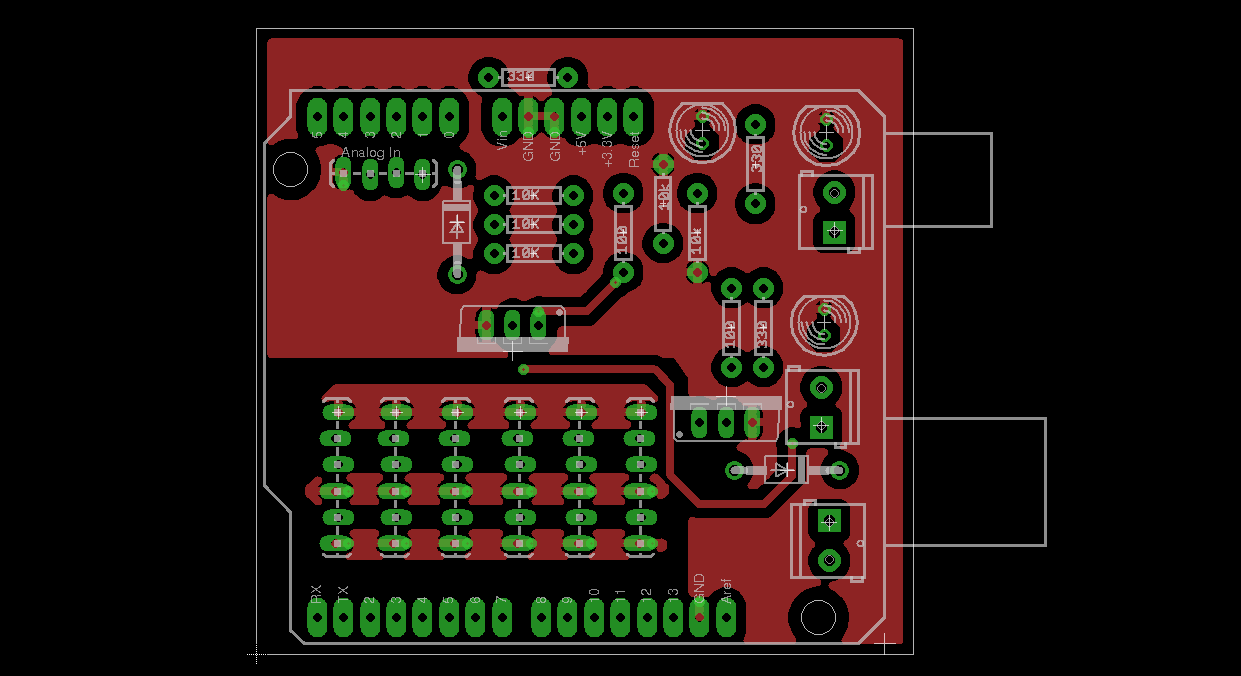 330
5 4 3 2 1 0
Vin GND GND +5V +3.3V Reset
Analog In
330
10K
10k
10K
10K
10D
10k
10D
330
RX TX 2 3 4 5 6 7 8 9 10 11 12 13 GND Aref